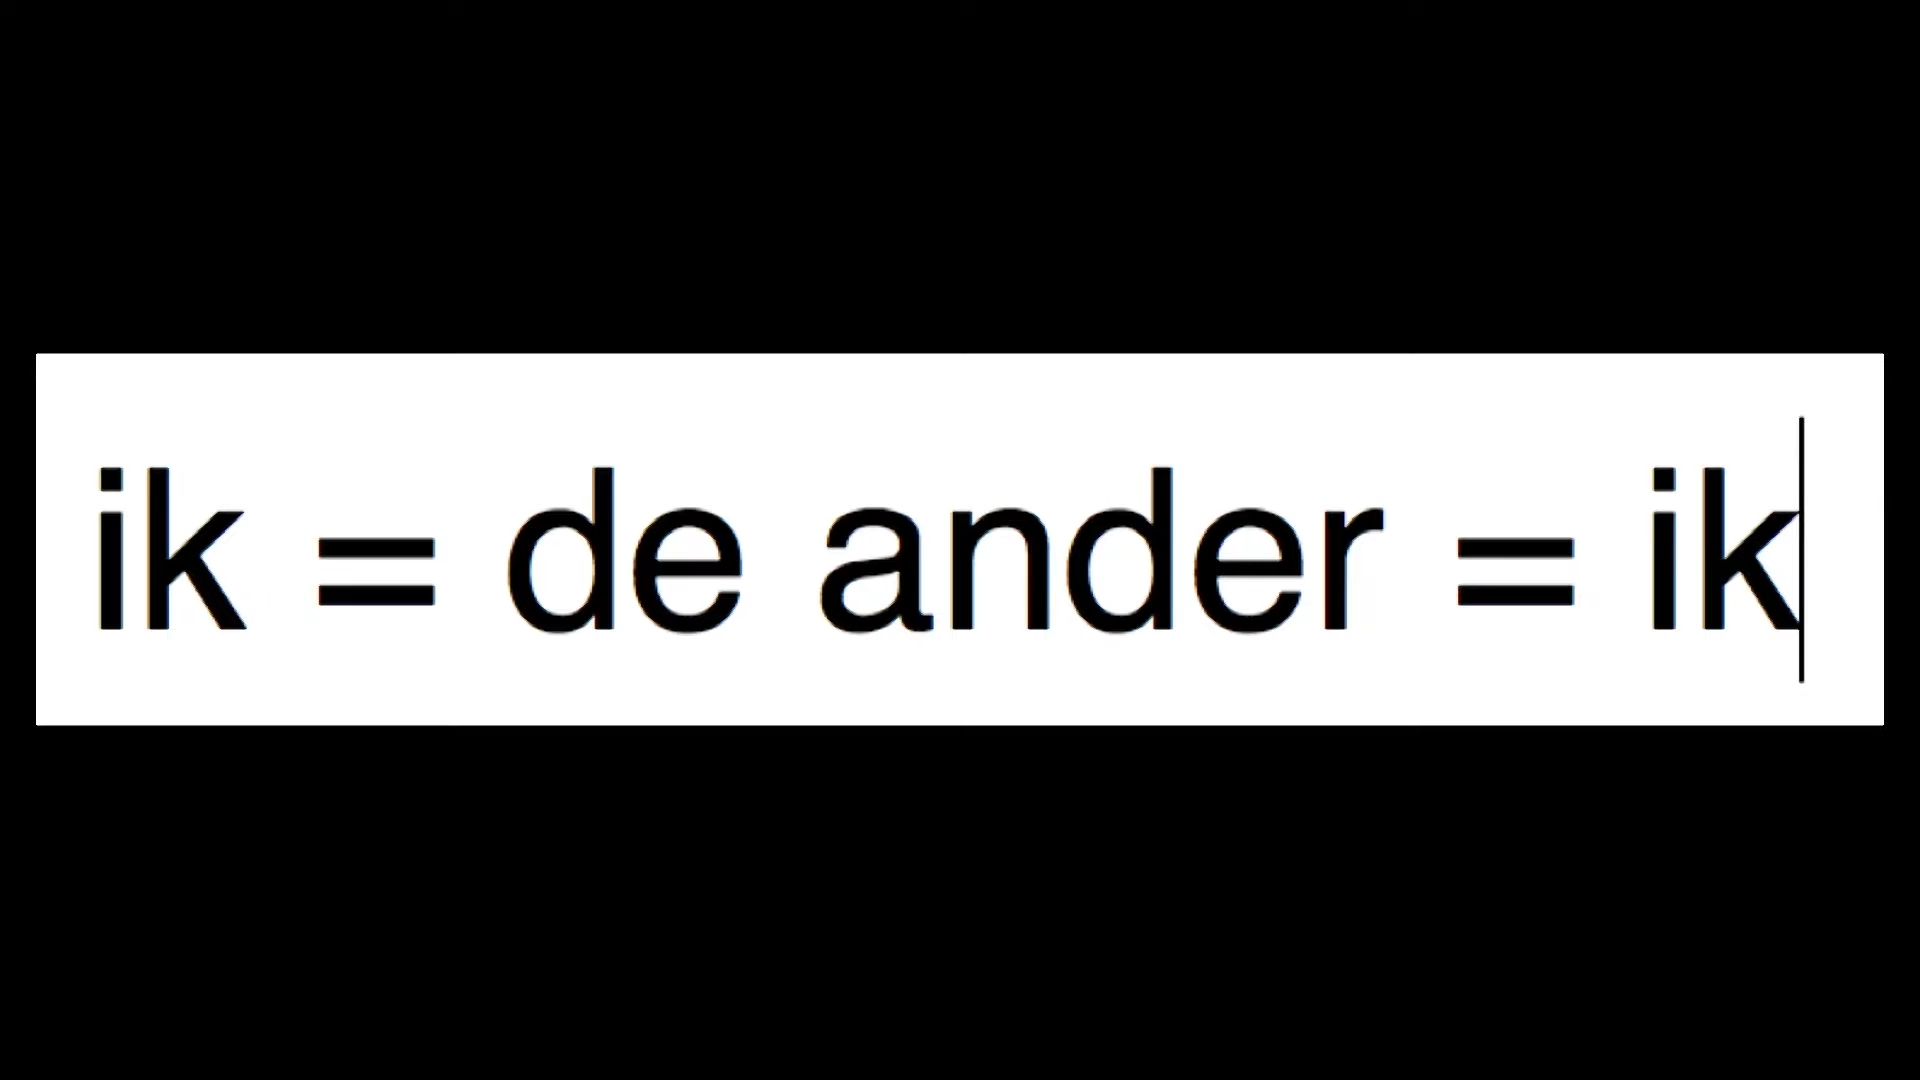 ik = de ander = ik